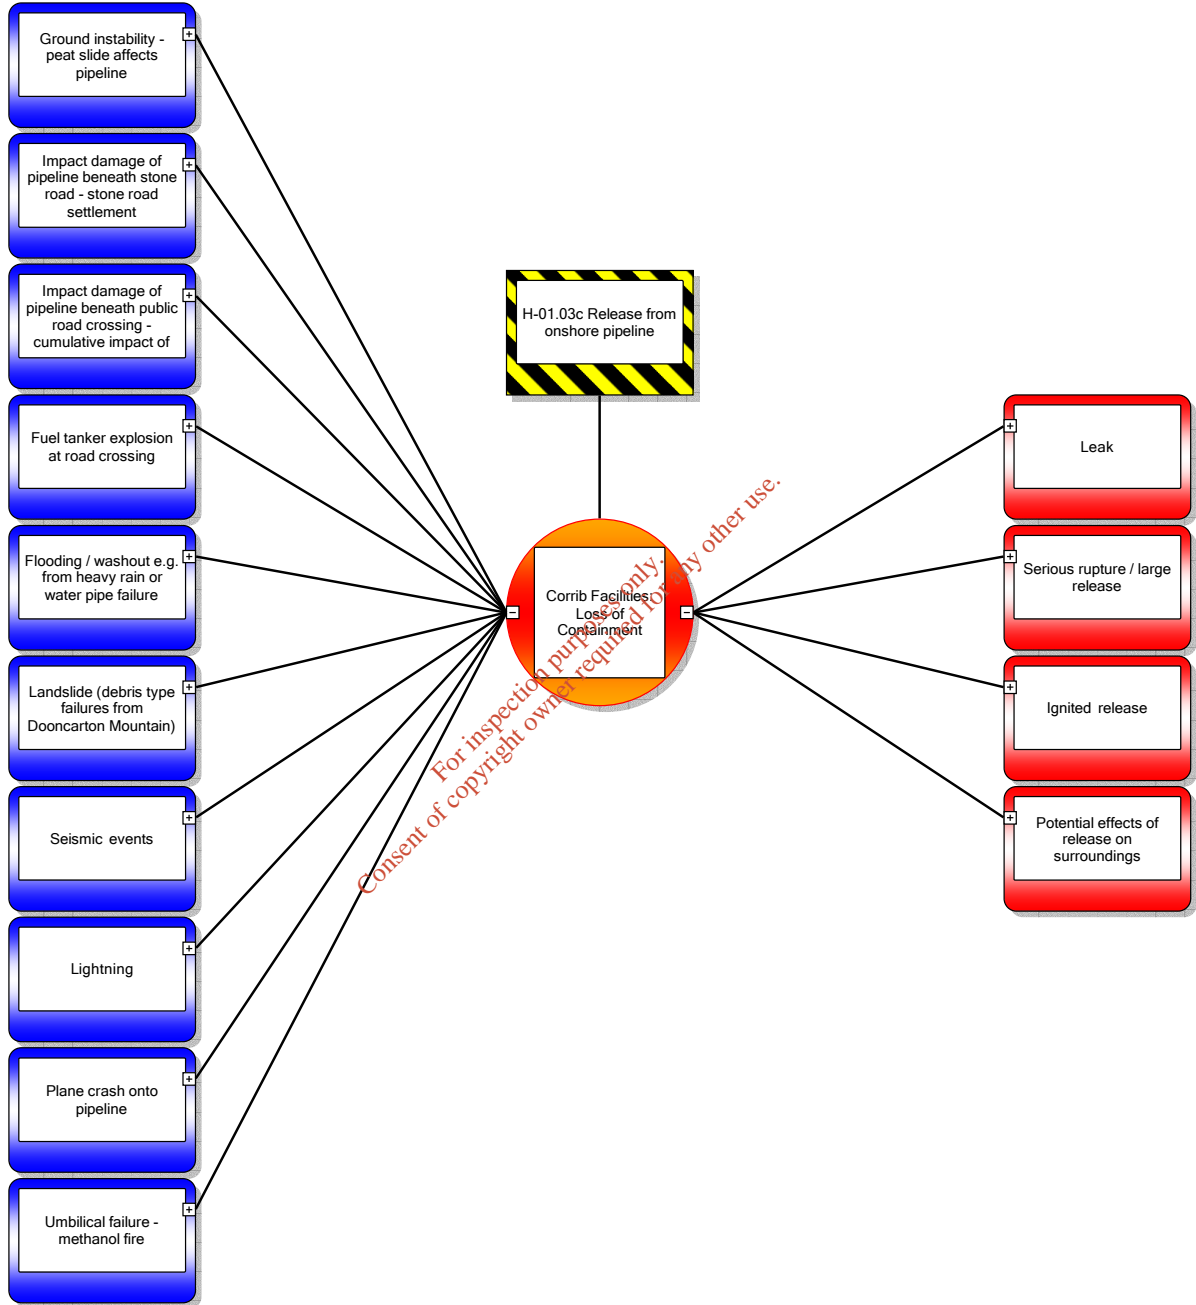 Ground instability -
peat slide affects
pipeline
Impact damage of
pipeline beneath stone
road - stone road
settlement
Impact damage of
pipeline beneath public
road crossing -
cumulative impact of
Fuel tanker explosion
at road crossing
Flooding / washout e.g.
from heavy rain or
water pipe failure
Landslide (debris type
failures from
Dooncarton Mountain)
Seismic events
Lightning
Plane crash onto
pipeline
Umbilical failure -
methanol fire
H-01.03c Release from
onshore pipeline
Corrib Facilities:
Loss of
Containment
For inspection purposes only.
Consent of copyright owner required for any other use.
Leak
Serious rupture / large
release
Ignited release
Potential effects of
release on
surroundings